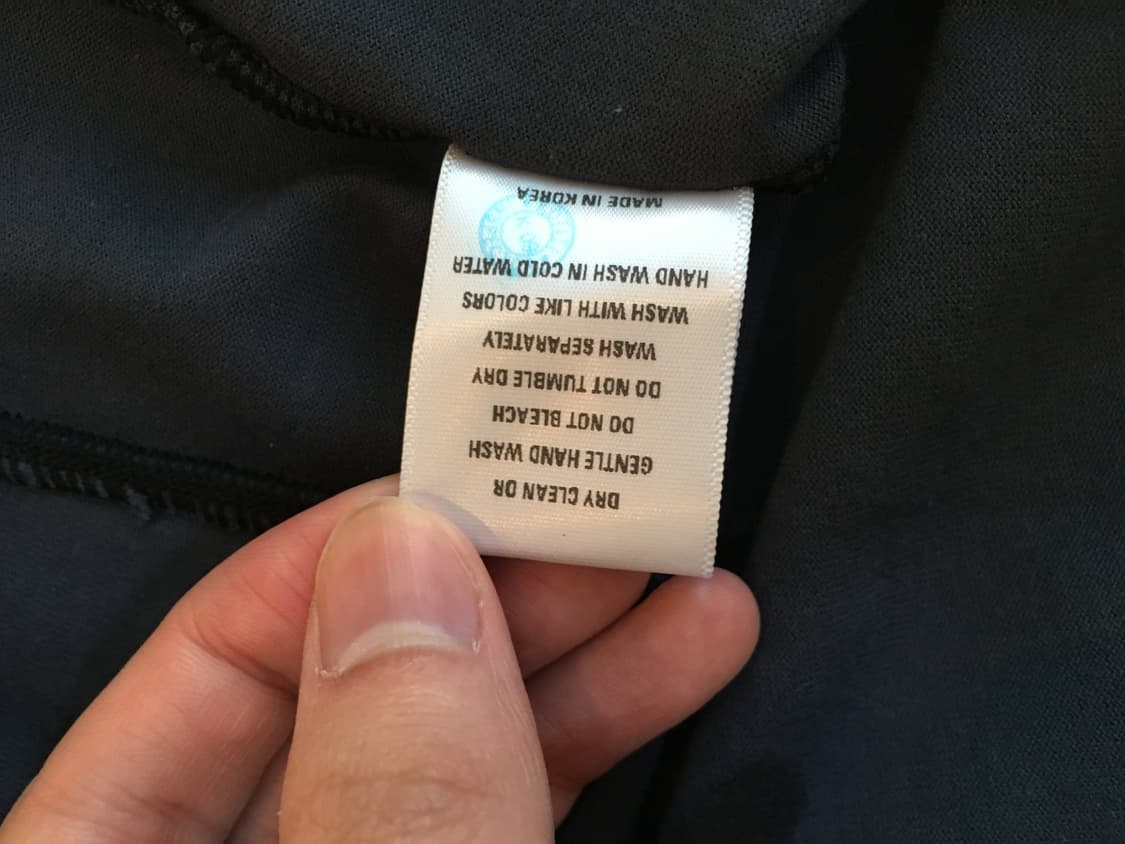 DRY CLEAN OR
GENTLE HAND WASH
DO NOT BLEACH
DO NOT TUMBLE DRY
WASH SEPARATELY
WASH WITH LIKE COLORS
HAND WASH IN COLD WATER
MADE IN KOREA